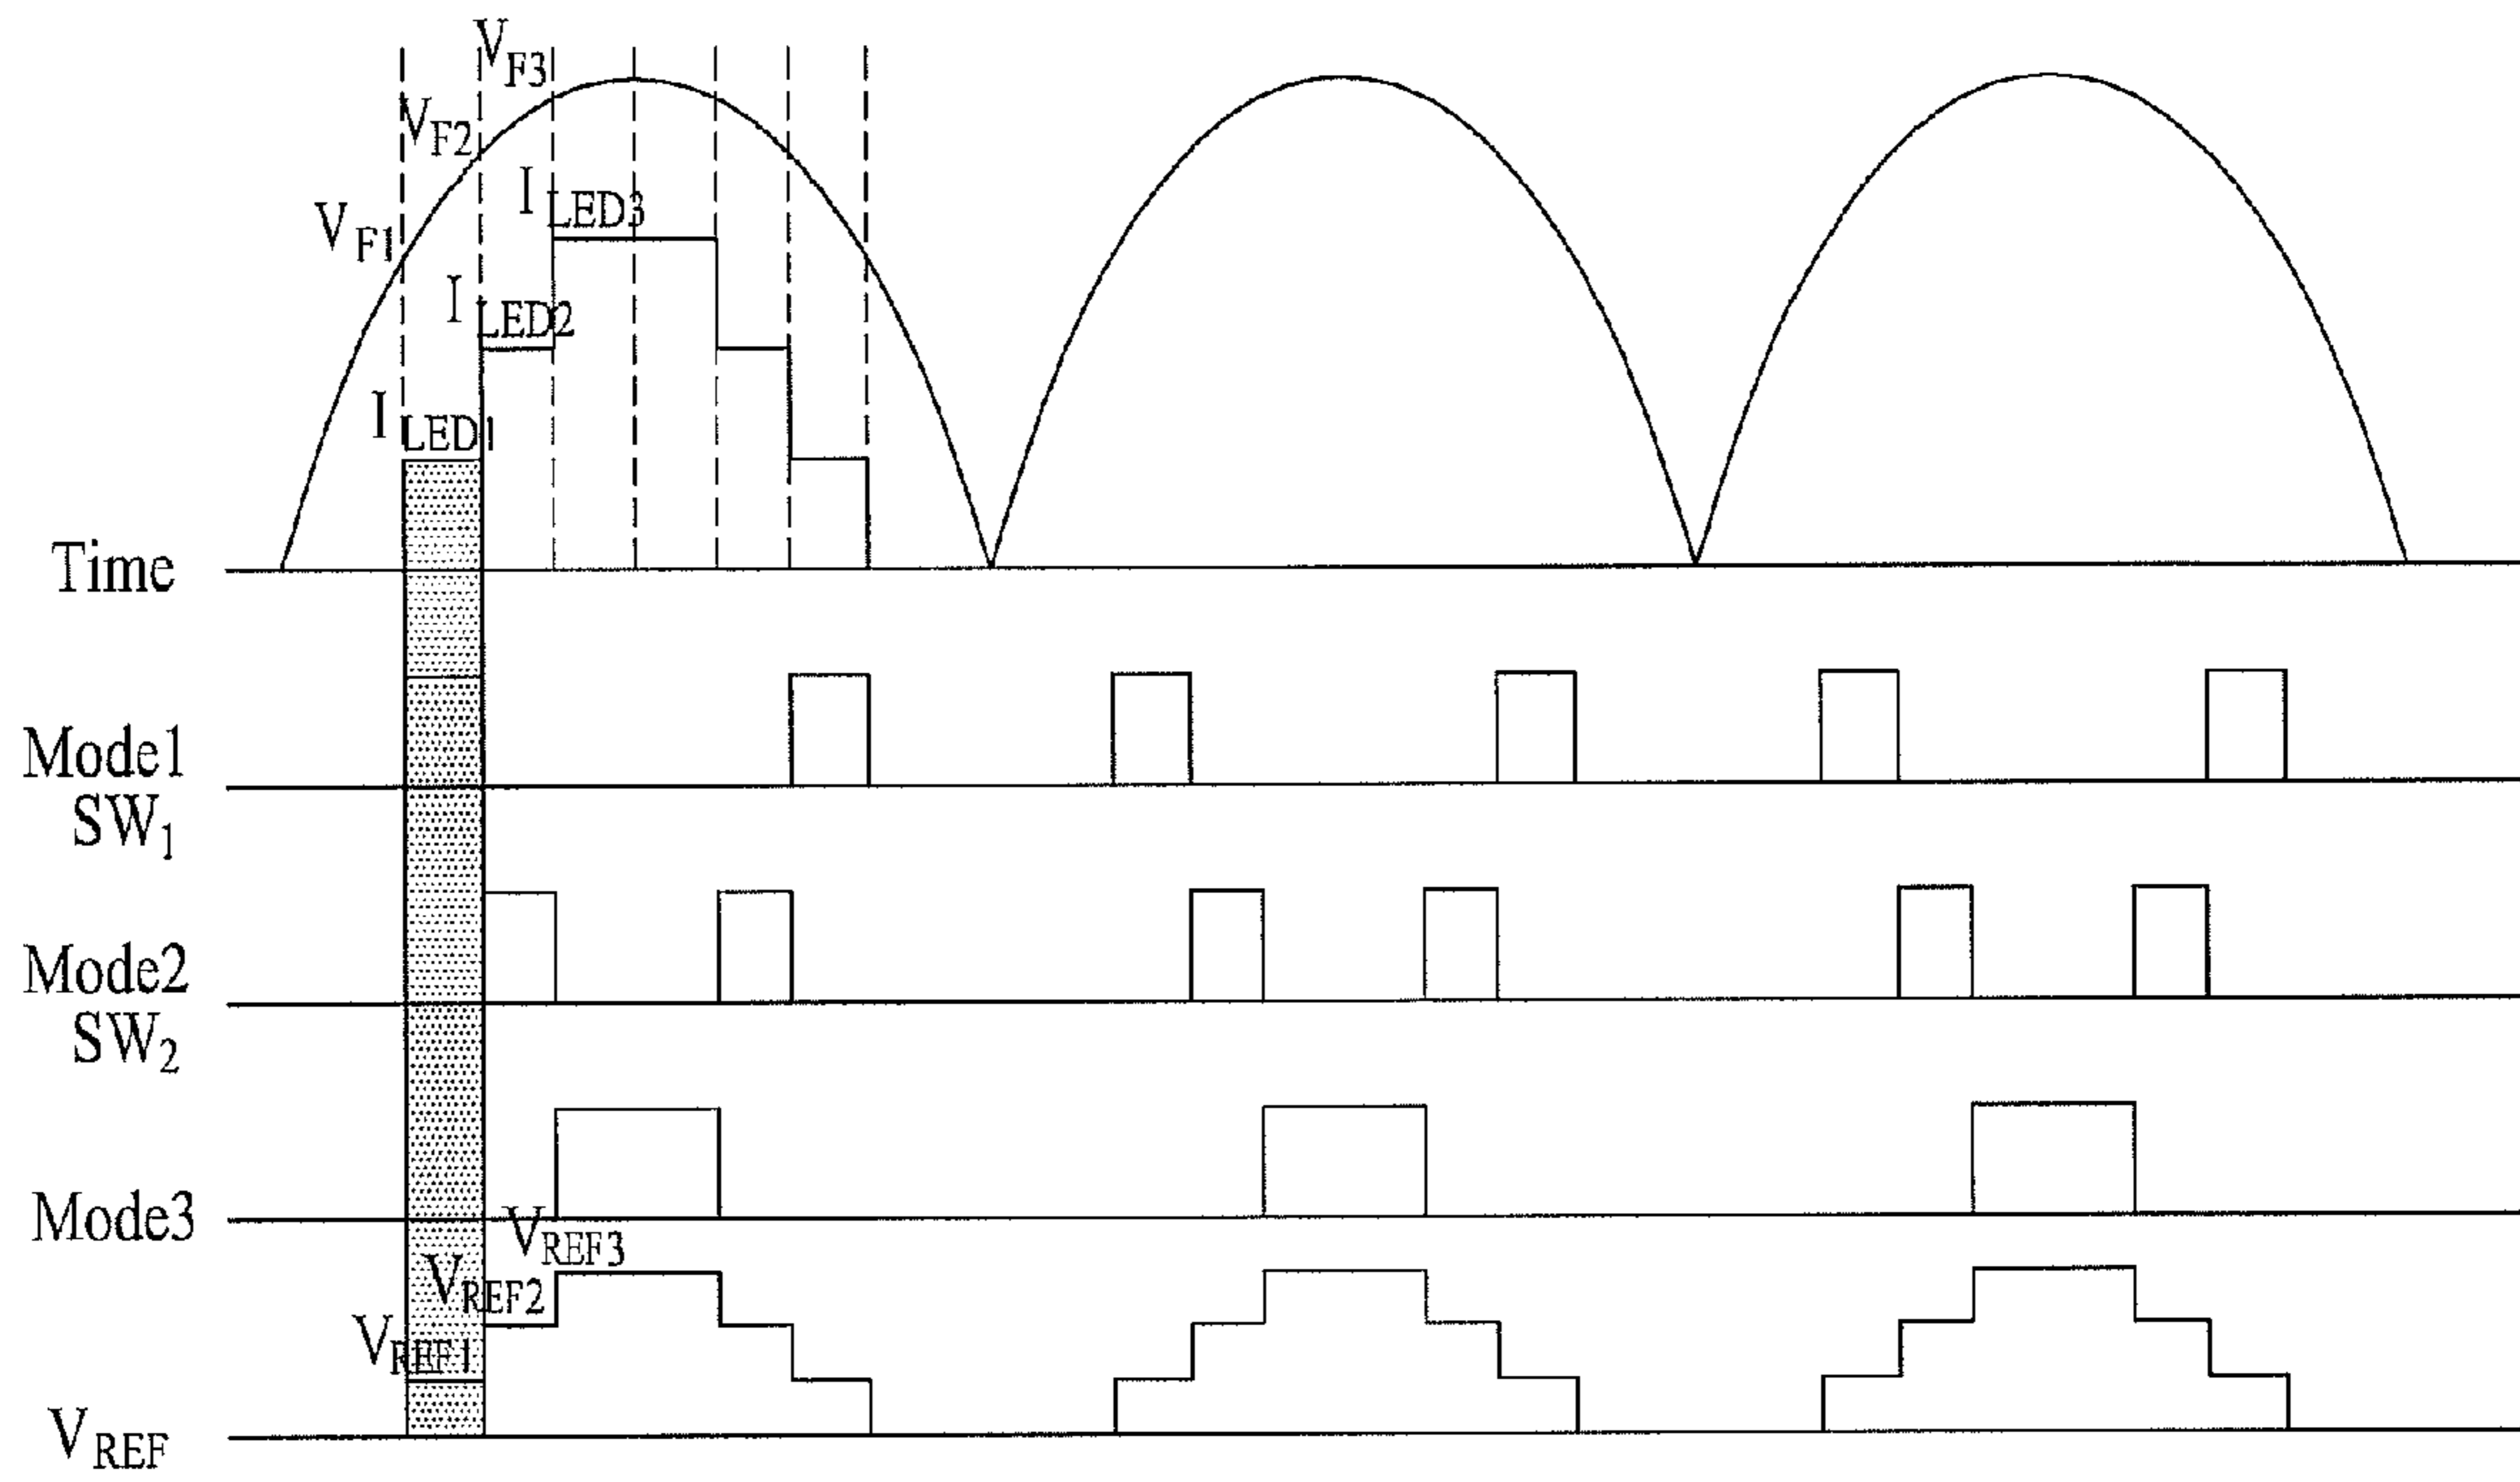 V_F3
V_F2
V_F1
I_LED3
I_LED2
I_LED1
Time
Mode1
SW_1
Mode2
SW_2
Mode3
V_REF3
V_REF2
V_REF1
V_REF